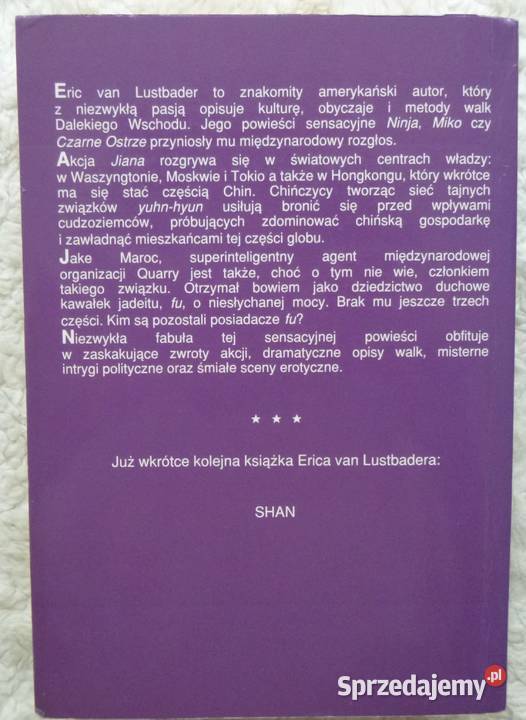 Eric van Lustbader to znakomity amerykański autor, który
z niezwykłą pasją opisuje kulturę, obyczaje i metody walk
Dalekiego Wschodu. Jego powieści sensacyjne Ninja, Miko czy
Czarne Ostrze przyniosły mu międzynarodowy rozgłos.
Akcja Jiana rozgrywa się w światowych centrach władzy:
w Waszyngtonie, Moskwie i Tokio a także w Hongkongu, który wkrótce
ma się stać częścią Chin. Chińczycy tworząc sieć tajnych
związków yuhn-hyun usiłują bronić się przed wpływami
cudzoziemców, próbujących zdominować chińską gospodarkę
i zawładnąć mieszkańcami tej części globu.
Jake Maroc, superinteligentny agent międzynarodowej
organizacji Quarry jest także, choć o tym nie wie, członkiem
takiego związku. Otrzymał bowiem jako dziedzictwo duchowe
kawałek jadeitu, fu, o niesłychanej mocy. Brak mu jeszcze trzech
części. Kim są pozostali posiadacze fu?
Niezwykła fabuła tej sensacyjnej powieści obfituje
w zaskakujące zwroty akcji, dramatyczne opisy walk, misterne
intrygi polityczne oraz śmiałe sceny erotyczne.
★ ★ ★
Już wkrótce kolejna książka Erica van Lustbadera:
SHAN
Sprzedajemy.pl